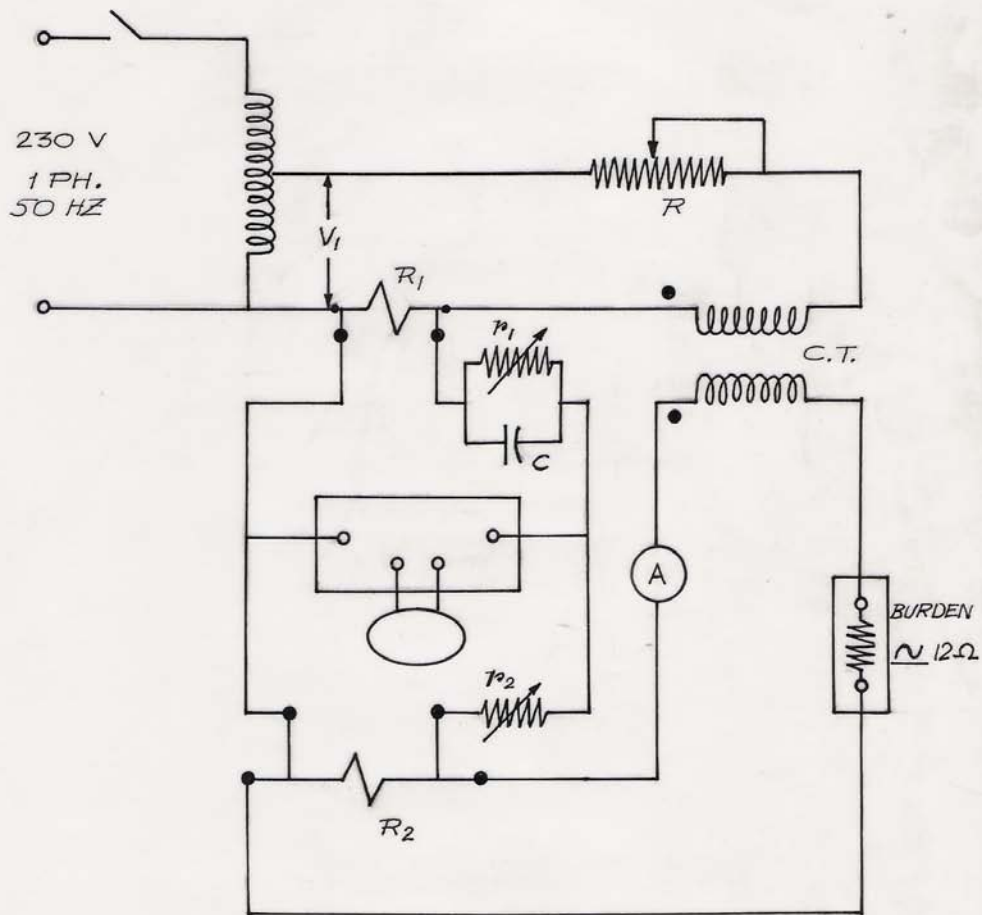 230 V
1 PH.
50 HZ
V1
R
R1
r1
C
C.T.
A
BURDEN
~ 12Ω
r2
R2